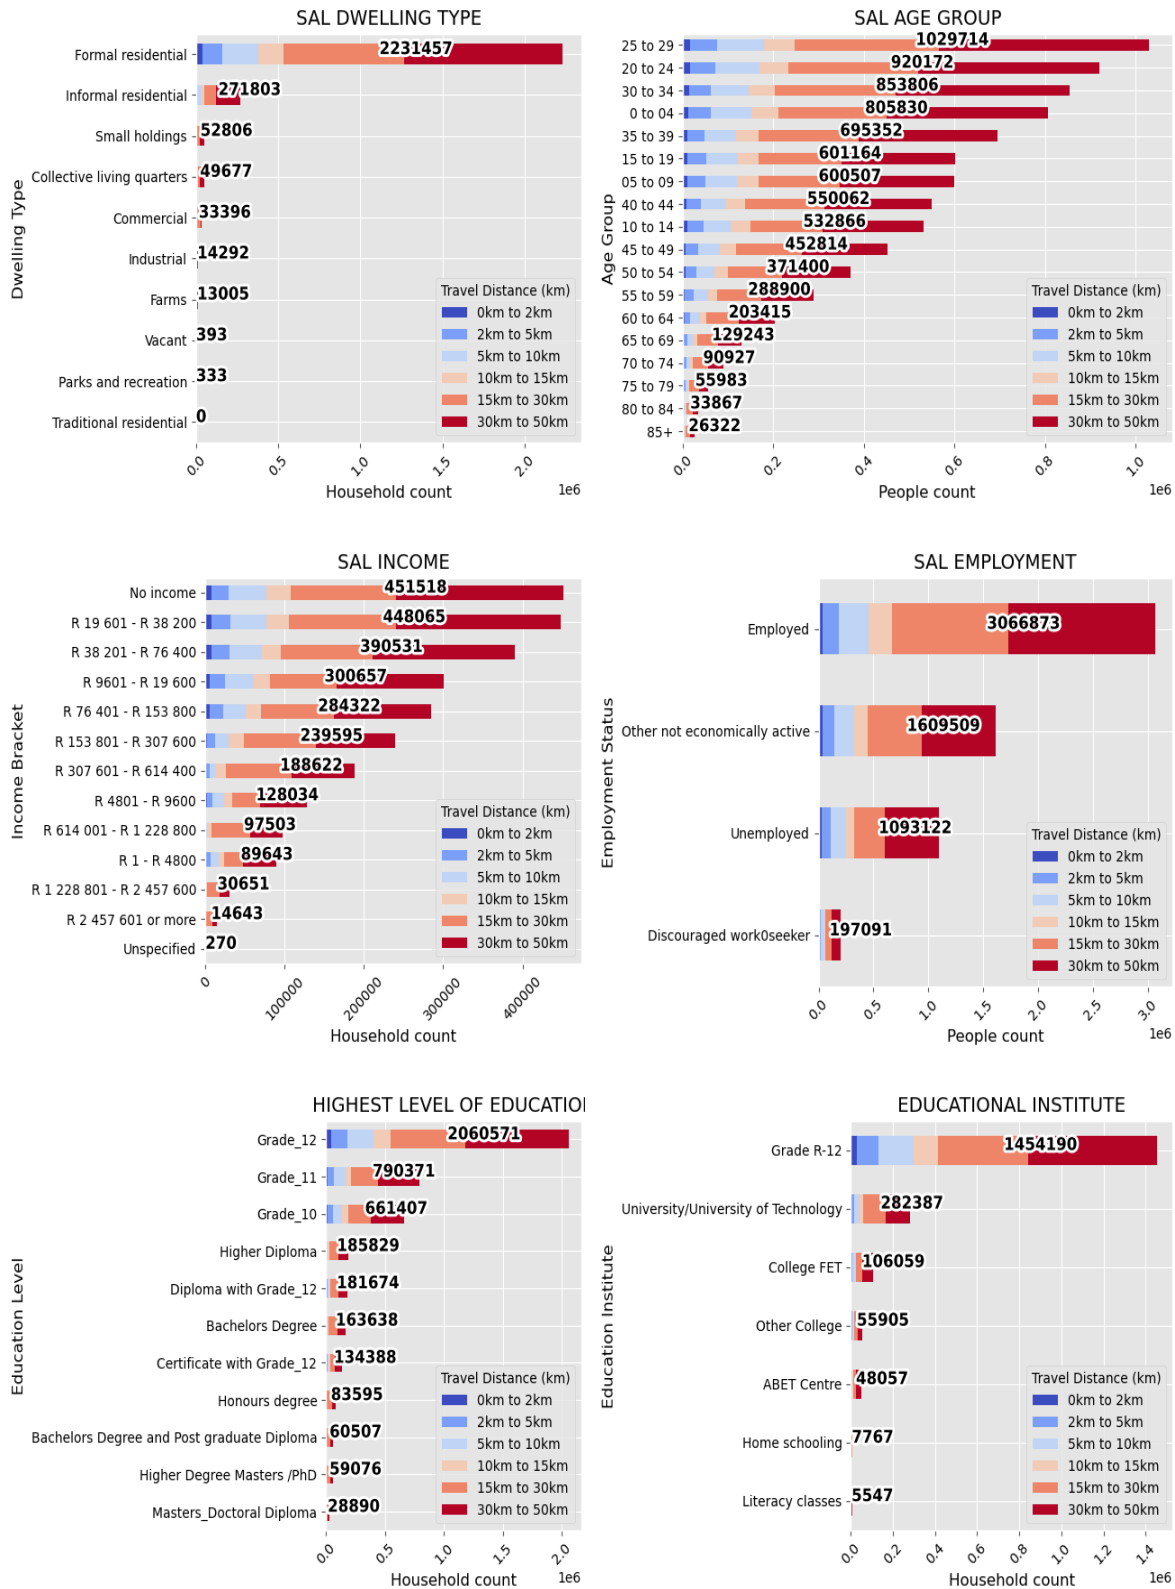 SAL DWELLING TYPE
Dwelling Type
Formal residential 2231457
Informal residential 271803
Small holdings 52806
Collective living quarters 49677
Commercial 33396
Industrial 14292
Farms 13005
Vacant 393
Parks and recreation 333
Traditional residential 0
Travel Distance (km)
0km to 2km
2km to 5km
5km to 10km
10km to 15km
15km to 30km
30km to 50km
0.0 0.5 1.0 1.5 2.0
1e6
Household count
SAL AGE GROUP
Age Group
25 to 29 1029714
20 to 24 920172
30 to 34 853806
0 to 04 805830
35 to 39 695352
15 to 19 601164
05 to 09 600507
40 to 44 550062
10 to 14 532866
45 to 49 452814
50 to 54 371400
55 to 59 288900
60 to 64 203415
65 to 69 129243
70 to 74 90927
75 to 79 55983
80 to 84 33867
85+ 26322
Travel Distance (km)
0km to 2km
2km to 5km
5km to 10km
10km to 15km
15km to 30km
30km to 50km
0.0 0.2 0.4 0.6 0.8 1.0
1e6
People count
SAL INCOME
Income Bracket
No income 451518
R 19 601 - R 38 200 448065
R 38 201 - R 76 400 390531
R 9601 - R 19 600 300657
R 76 401 - R 153 800 284322
R 153 801 - R 307 600 239595
R 307 601 - R 614 400 188622
R 4801 - R 9600 128034
R 614 001 - R 1 228 800 97503
R 1 - R 4800 89643
R 1 228 801 - R 2 457 600 30651
R 2 457 601 or more 14643
Unspecified 270
Travel Distance (km)
0km to 2km
2km to 5km
5km to 10km
10km to 15km
15km to 30km
30km to 50km
0 100000 200000 300000 400000
Household count
SAL EMPLOYMENT
Employment Status
Employed 3066873
Other not economically active 1609509
Unemployed 1093122
Discouraged work0seeker 197091
Travel Distance (km)
0km to 2km
2km to 5km
5km to 10km
10km to 15km
15km to 30km
30km to 50km
0.0 0.5 1.0 1.5 2.0 2.5 3.0
1e6
People count
HIGHEST LEVEL OF EDUCATIO
Education Level
Grade_12 2060571
Grade_11 790371
Grade_10 661407
Higher Diploma 185829
Diploma with Grade_12 181674
Bachelors Degree 163638
Certificate with Grade_12 134388
Honours degree 83595
Bachelors Degree and Post graduate Diploma 60507
Higher Degree Masters /PhD 59076
Masters_Doctoral Diploma 28890
Travel Distance (km)
0km to 2km
2km to 5km
5km to 10km
10km to 15km
15km to 30km
30km to 50km
0.0 0.5 1.0 1.5 2.0
1e6
Household count
EDUCATIONAL INSTITUTE
Education Institute
Grade R-12 1454190
University/University of Technology 282387
College FET 106059
Other College 55905
ABET Centre 48057
Home schooling 7767
Literacy classes 5547
Travel Distance (km)
0km to 2km
2km to 5km
5km to 10km
10km to 15km
15km to 30km
30km to 50km
0.0 0.2 0.4 0.6 0.8 1.0 1.2 1.4
1e6
Household count